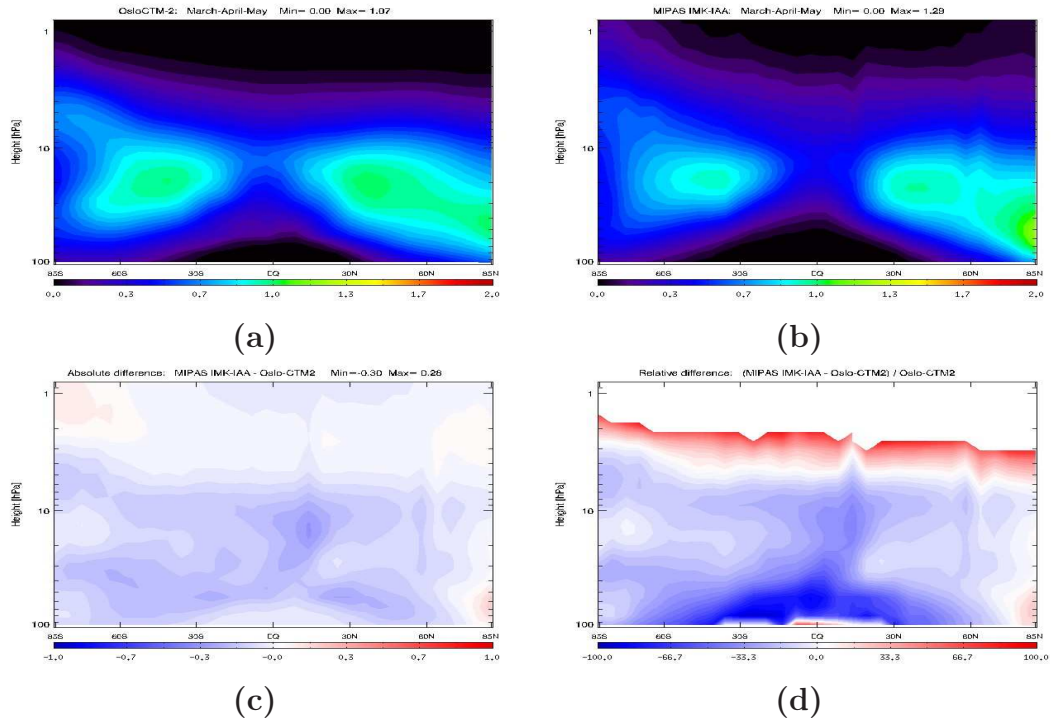 OsloCTM-2: March-April-May Min= 0.00 Max= 1.07
MIPAS IMK-IAA: March-April-May Min= 0.00 Max= 1.29
Height [hPa]
1
10
100
85S 60S 30S EQ 30N 60N 85N
0.0 0.3 0.7 1.0 1.3 1.7 2.0
(a)
Height [hPa]
1
10
100
85S 60S 30S EQ 30N 60N 85N
0.0 0.3 0.7 1.0 1.3 1.7 2.0
(b)
Absolute difference: MIPAS IMK-IAA - Oslo-CTM2 Min=-0.30 Max= 0.28
Relative difference: (MIPAS IMK-IAA - Oslo-CTM2) / Oslo-CTM2
Height [hPa]
1
10
100
85S 60S 30S EQ 30N 60N 85N
-1.0 -0.7 -0.3 -0.0 0.3 0.7 1.0
(c)
Height [hPa]
1
10
100
85S 60S 30S EQ 30N 60N 85N
-100.0 -66.7 -33.3 0.0 33.3 66.7 100.0
(d)